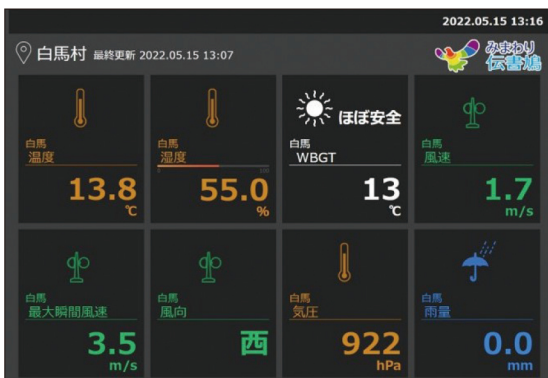 2022.05.15 13:16
白馬村 最終更新 2022.05.15 13:07
みまわり
伝書鳩
白馬
温度
13.8
℃
白馬
湿度
0 100
55.0
%
ほぼ安全
白馬
WBGT
13
℃
白馬
風速
1.7
m/s
白馬
最大瞬間風速
3.5
m/s
白馬
風向
西
白馬
気圧
922
hPa
白馬
雨量
0.0
mm